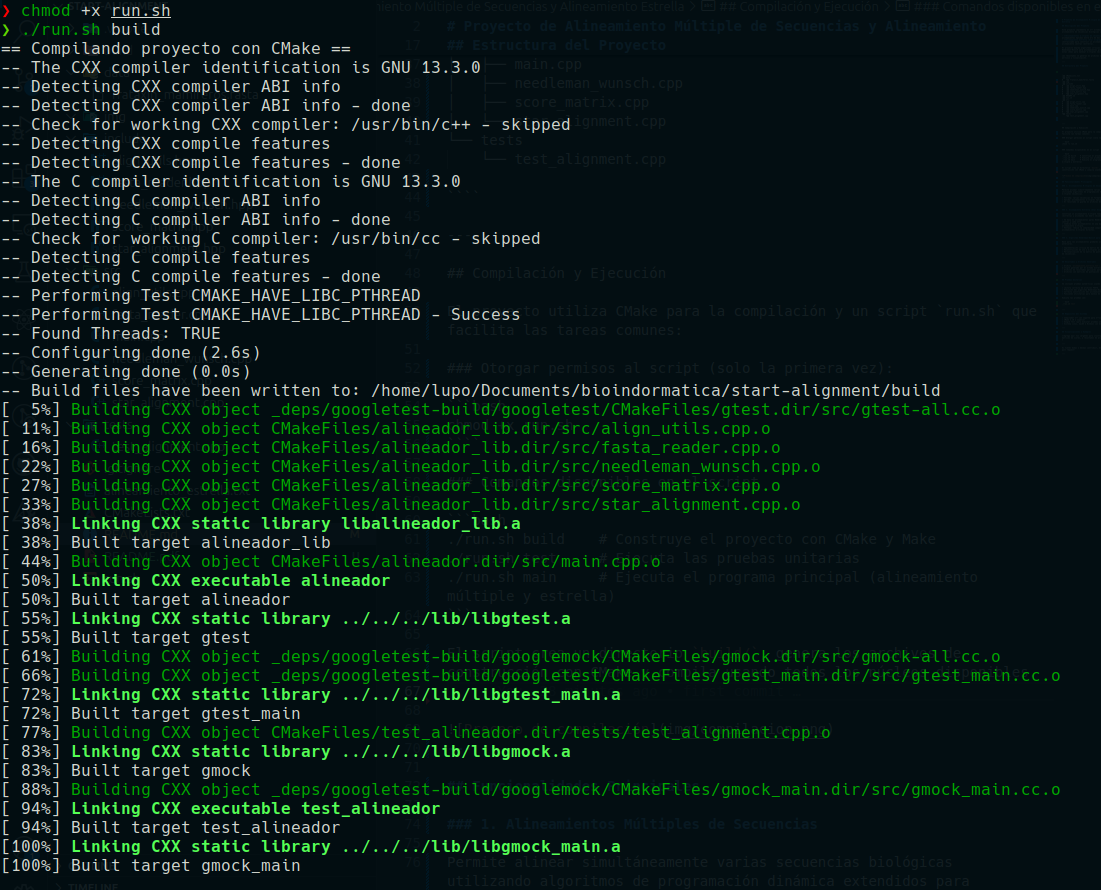 ❯ chmod +x run.sh
❯ ./run.sh build
== Compilando proyecto con CMake ==
-- The CXX compiler identification is GNU 13.3.0
-- Detecting CXX compiler ABI info
-- Detecting CXX compiler ABI info - done
-- Check for working CXX compiler: /usr/bin/c++ - skipped
-- Detecting CXX compile features
-- Detecting CXX compile features - done
-- The C compiler identification is GNU 13.3.0
-- Detecting C compiler ABI info
-- Detecting C compiler ABI info - done
-- Check for working C compiler: /usr/bin/cc - skipped
-- Detecting C compile features
-- Detecting C compile features - done
-- Performing Test CMAKE_HAVE_LIBC_PTHREAD
-- Performing Test CMAKE_HAVE_LIBC_PTHREAD - Success
-- Found Threads: TRUE
-- Configuring done (2.6s)
-- Generating done (0.0s)
-- Build files have been written to: /home/lupo/Documents/bioindormatica/start-alignment/build
[  5%] Building CXX object _deps/googletest-build/googletest/CMakeFiles/gtest.dir/src/gtest-all.cc.o
[ 11%] Building CXX object CMakeFiles/alineador_lib.dir/src/align_utils.cpp.o
[ 16%] Building CXX object CMakeFiles/alineador_lib.dir/src/fasta_reader.cpp.o
[ 22%] Building CXX object CMakeFiles/alineador_lib.dir/src/needleman_wunsch.cpp.o
[ 27%] Building CXX object CMakeFiles/alineador_lib.dir/src/score_matrix.cpp.o
[ 33%] Building CXX object CMakeFiles/alineador_lib.dir/src/star_alignment.cpp.o
[ 38%] Linking CXX static library libalineador_lib.a
[ 38%] Built target alineador_lib
[ 44%] Building CXX object CMakeFiles/alineador.dir/src/main.cpp.o
[ 50%] Linking CXX executable alineador
[ 50%] Built target alineador
[ 55%] Linking CXX static library ../../../lib/libgtest.a
[ 55%] Built target gtest
[ 61%] Building CXX object _deps/googletest-build/googlemock/CMakeFiles/gmock.dir/src/gmock-all.cc.o
[ 66%] Building CXX object _deps/googletest-build/googletest/CMakeFiles/gtest_main.dir/src/gtest_main.cc.o
[ 72%] Linking CXX static library ../../../lib/libgtest_main.a
[ 72%] Built target gtest_main
[ 77%] Building CXX object CMakeFiles/test_alineador.dir/tests/test_alignment.cpp.o
[ 83%] Linking CXX static library ../../../lib/libgmock.a
[ 83%] Built target gmock
[ 88%] Building CXX object _deps/googletest-build/googlemock/CMakeFiles/gmock_main.dir/src/gmock_main.cc.o
[ 94%] Linking CXX executable test_alineador
[ 94%] Built target test_alineador
[100%] Linking CXX static library ../../../lib/libgmock_main.a
[100%] Built target gmock_main